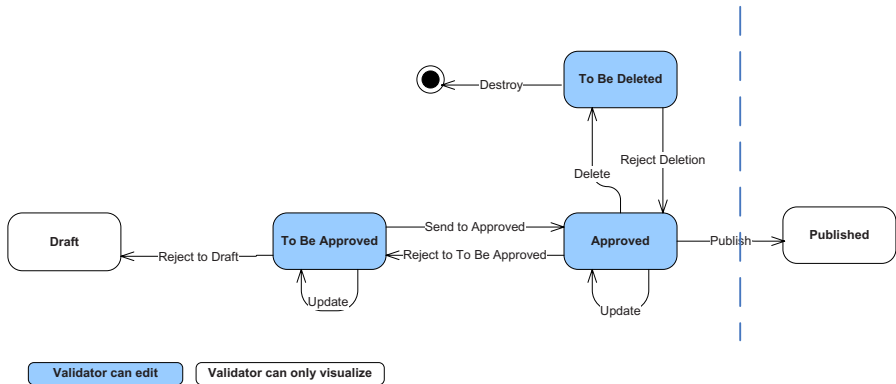 To Be Deleted
Destroy
Reject Deletion
Delete
Draft
To Be Approved
Send to Approved
Approved
Publish
Published
Reject to Draft
Reject to To Be Approved
Update
Update
Validator can edit
Validator can only visualize